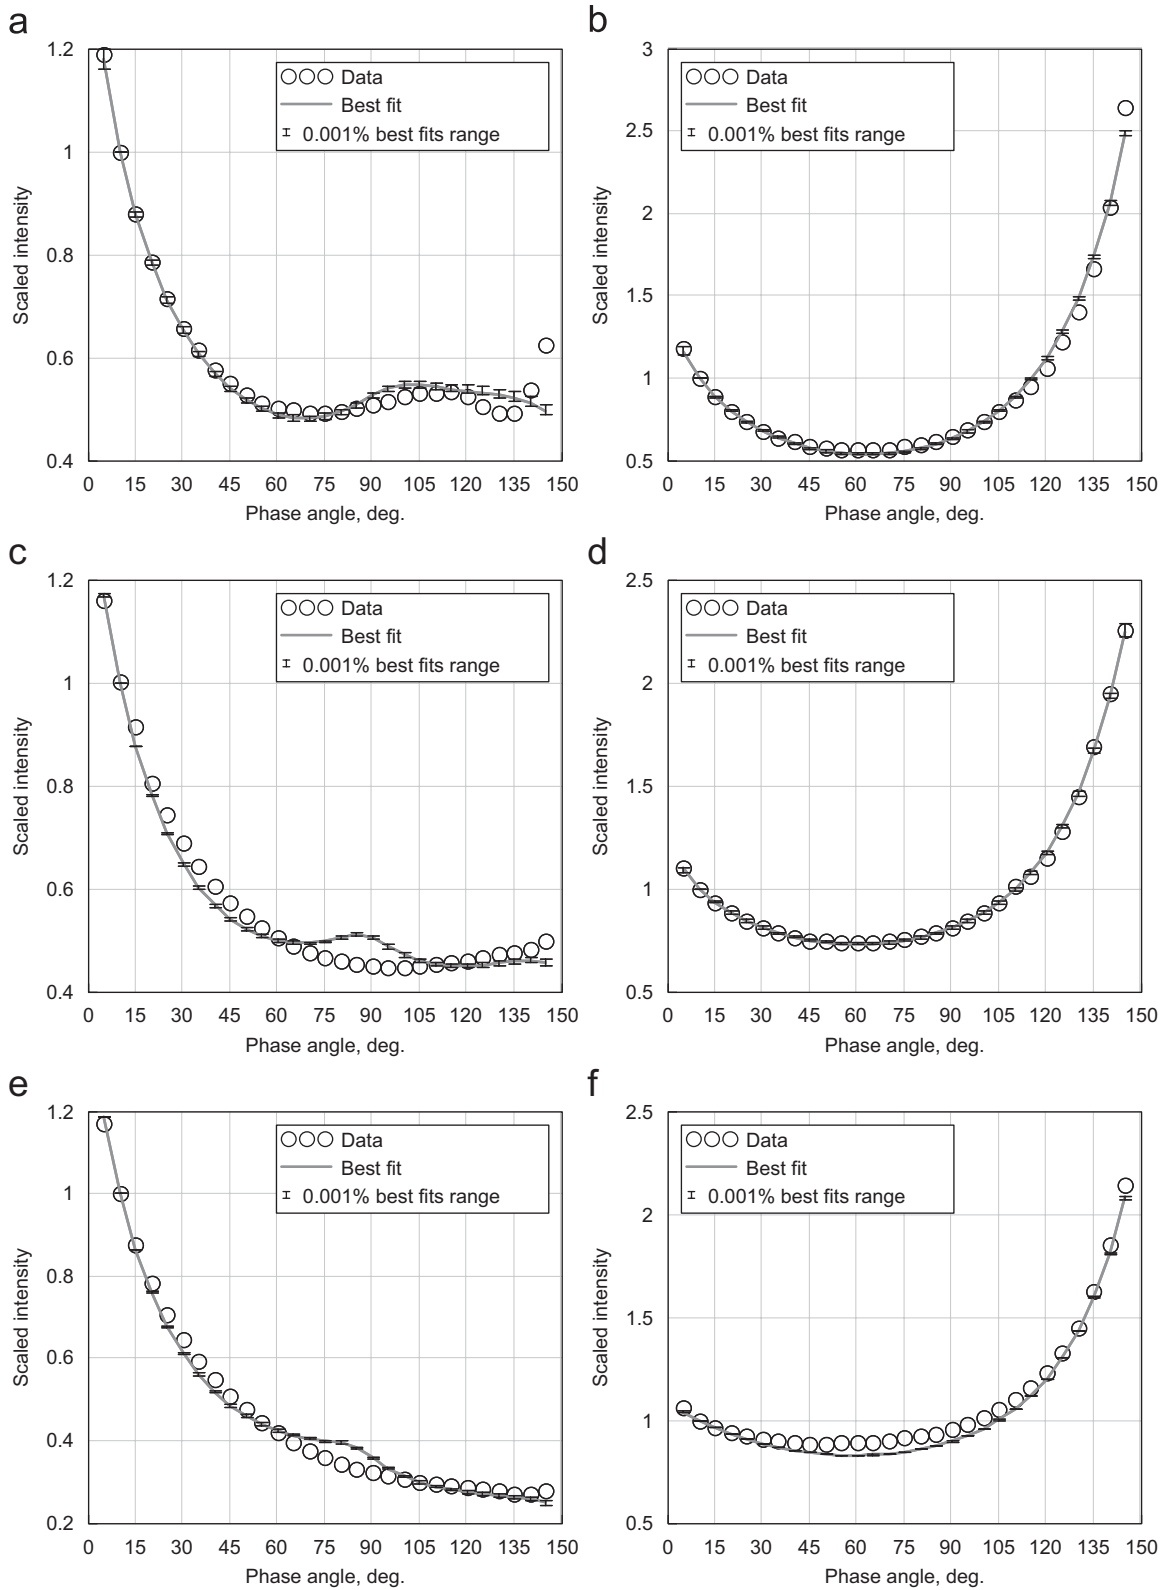 a
1.2
1
0.8
0.6
0.4
Scaled intensity
Data
Best fit
0.001% best fits range
0 15 30 45 60 75 90 105 120 135 150
Phase angle, deg.
b
3
2.5
2
1.5
1
0.5
Scaled intensity
Data
Best fit
0.001% best fits range
0 15 30 45 60 75 90 105 120 135 150
Phase angle, deg.
c
1.2
1
0.8
0.6
0.4
Scaled intensity
Data
Best fit
0.001% best fits range
0 15 30 45 60 75 90 105 120 135 150
Phase angle, deg.
d
2.5
2
1.5
1
0.5
Scaled intensity
Data
Best fit
0.001% best fits range
0 15 30 45 60 75 90 105 120 135 150
Phase angle, deg.
e
1.2
1
0.8
0.6
0.4
0.2
Scaled intensity
Data
Best fit
0.001% best fits range
0 15 30 45 60 75 90 105 120 135 150
Phase angle, deg.
f
2.5
2
1.5
1
0.5
Scaled intensity
Data
Best fit
0.001% best fits range
0 15 30 45 60 75 90 105 120 135 150
Phase angle, deg.